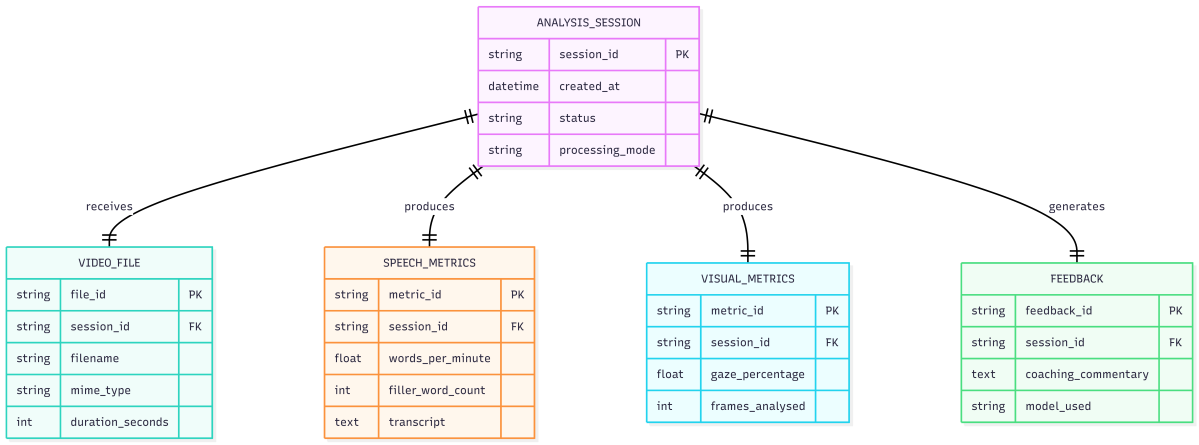 ANALYSIS_SESSION
string session_id PK
datetime created_at
string status
string processing_mode
receives
produces
produces
generates
VIDEO_FILE
string file_id PK
string session_id FK
string filename
string mime_type
int duration_seconds
SPEECH_METRICS
string metric_id PK
string session_id FK
float words_per_minute
int filler_word_count
text transcript
VISUAL_METRICS
string metric_id PK
string session_id FK
float gaze_percentage
int frames_analysed
FEEDBACK
string feedback_id PK
string session_id FK
text coaching_commentary
string model_used